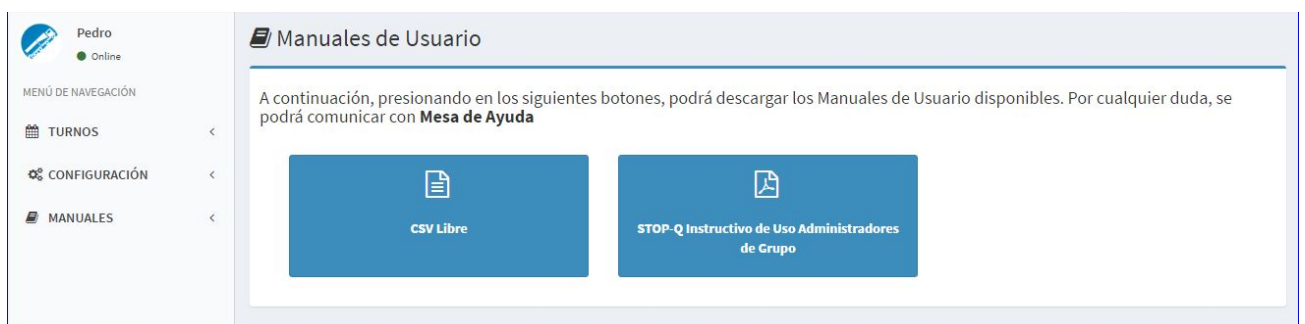 Pedro
Online
MENÚ DE NAVEGACIÓN
TURNOS
CONFIGURACIÓN
MANUALES
Manuales de Usuario
A continuación, presionando en los siguientes botones, podrá descargar los Manuales de Usuario disponibles. Por cualquier duda, se
podrá comunicar con Mesa de Ayuda
CSV Libre
STOP-Q Instructivo de Uso Administradores
de Grupo